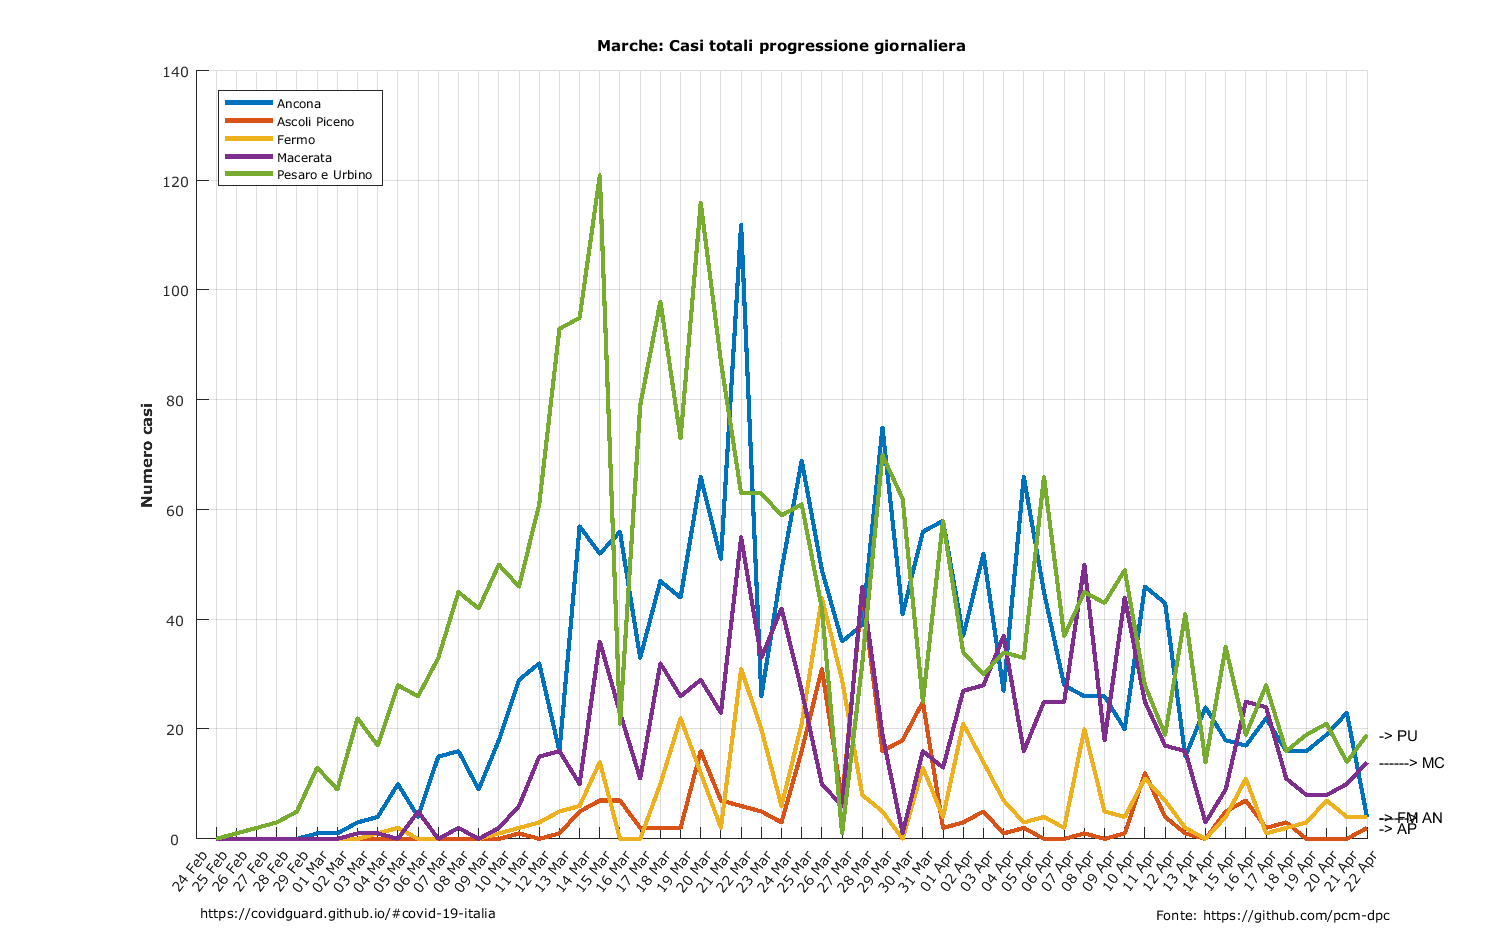 Marche: Casi totali progressione giornaliera
Numero casi
140
120
100
80
60
40
20
0
Ancona
Ascoli Piceno
Fermo
Macerata
Pesaro e Urbino
-> PU
------> MC
-> FM
AN
-> AP
24 Feb
25 Feb
26 Feb
27 Feb
28 Feb
29 Feb
01 Mar
02 Mar
03 Mar
04 Mar
05 Mar
06 Mar
07 Mar
08 Mar
09 Mar
10 Mar
11 Mar
12 Mar
13 Mar
14 Mar
15 Mar
16 Mar
17 Mar
18 Mar
19 Mar
20 Mar
21 Mar
22 Mar
23 Mar
24 Mar
25 Mar
26 Mar
27 Mar
28 Mar
29 Mar
30 Mar
31 Mar
01 Apr
02 Apr
03 Apr
04 Apr
05 Apr
06 Apr
07 Apr
08 Apr
09 Apr
10 Apr
11 Apr
12 Apr
13 Apr
14 Apr
15 Apr
16 Apr
17 Apr
18 Apr
19 Apr
20 Apr
21 Apr
22 Apr
https://covidguard.github.io/#covid-19-italia
Fonte: https://github.com/pcm-dpc